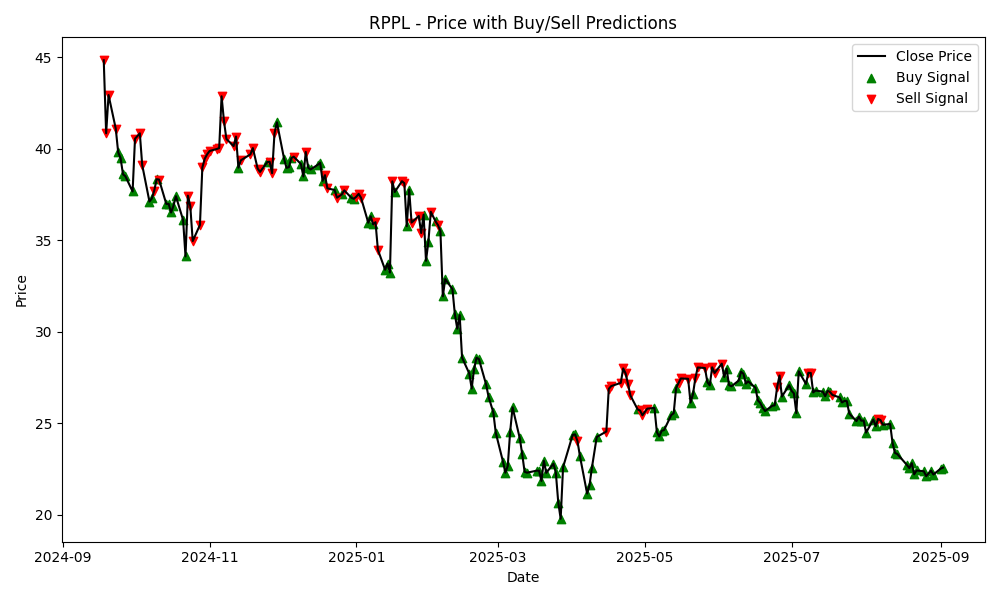 RPPL - Price with Buy/Sell Predictions
Close Price
Buy Signal
Sell Signal
Price
45
40
35
30
25
20
2024-09
2024-11
2025-01
2025-03
2025-05
2025-07
2025-09
Date